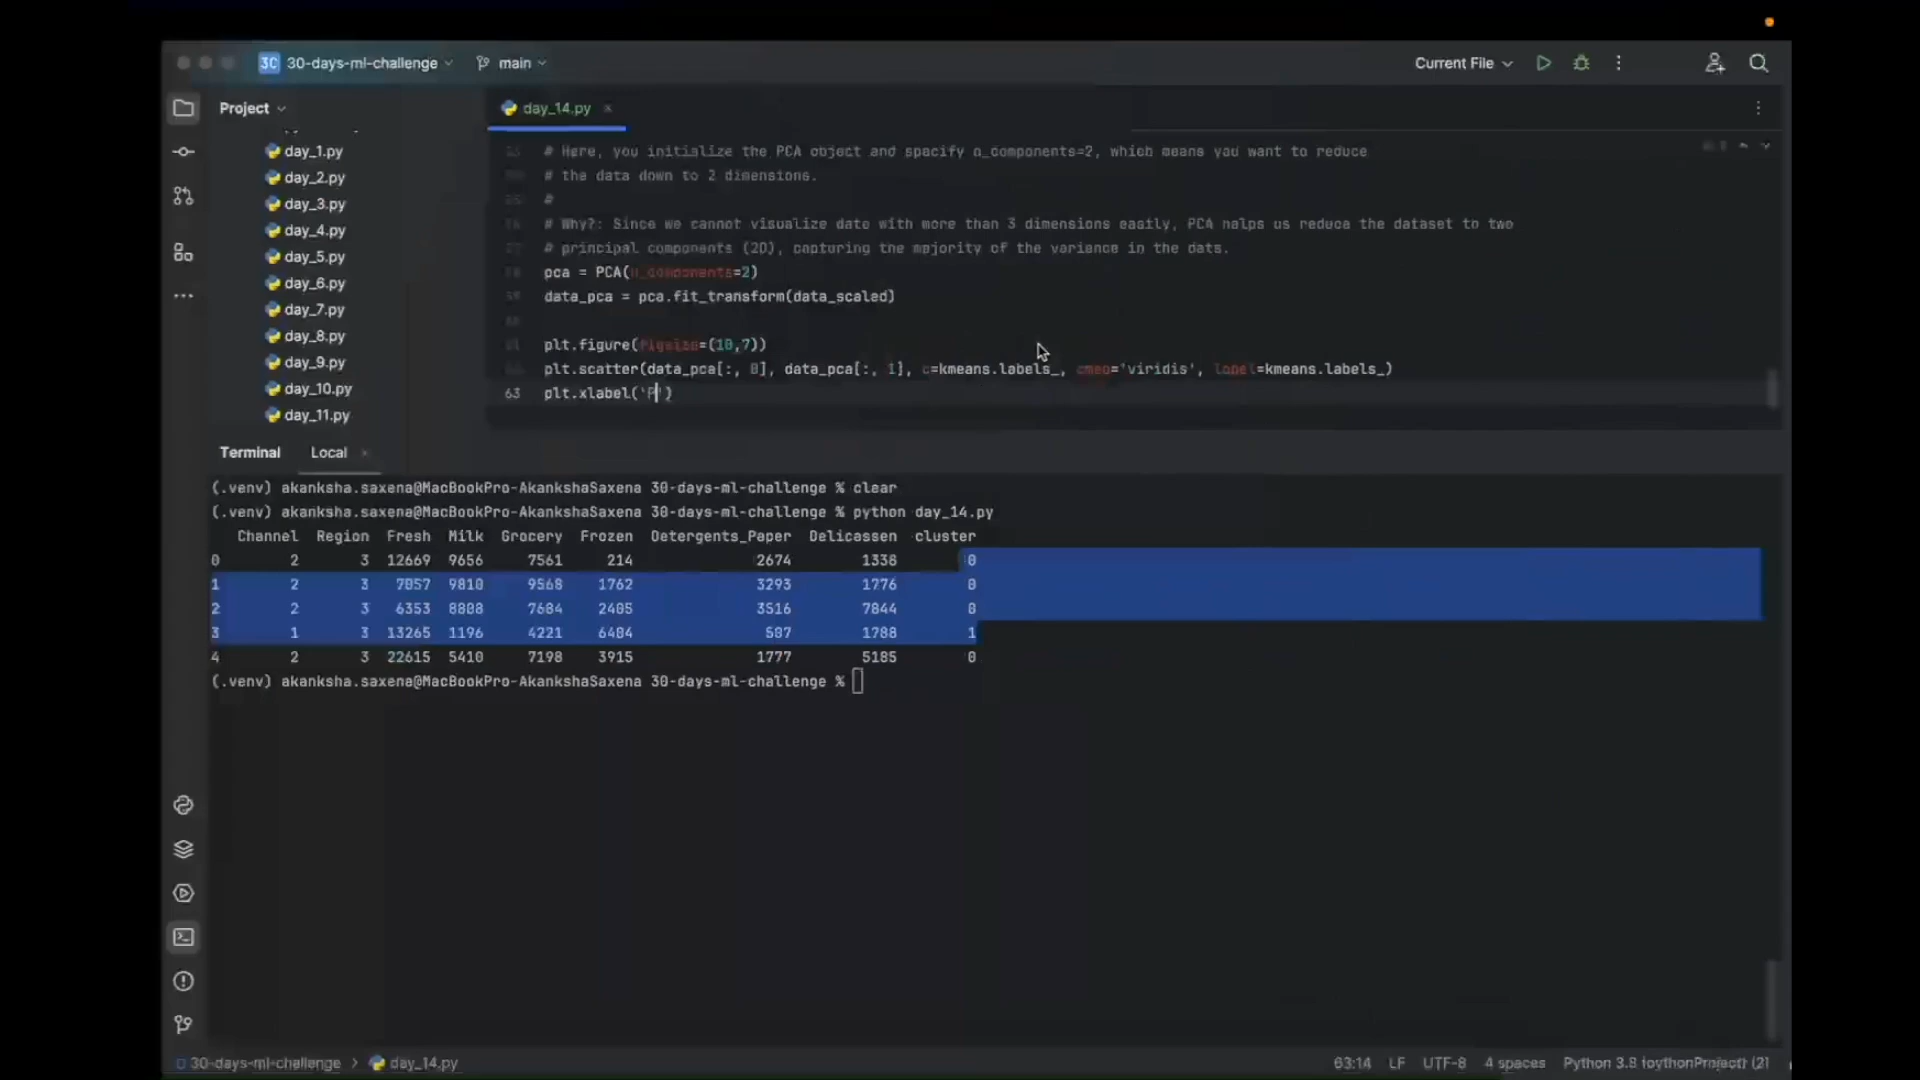 3C 30-days-ml-challenge main Current File
Project day_14.py
day_1.py
day_2.py
day_3.py
day_4.py
day_5.py
day_6.py
day_7.py
day_8.py
day_9.py
day_10.py
day_11.py
# Here, you initialize the PCA object and specify n_components=2, which means you want to reduce
# the data down to 2 dimensions.
#
# Why?: Since we cannot visualize data with more than 3 dimensions easily, PCA helps us reduce the dataset to two
# principal components (2D), capturing the majority of the variance in the data.
pca = PCA(n_components=2)
data_pca = pca.fit_transform(data_scaled)
plt.figure(figsize=(10,7))
plt.scatter(data_pca[:, 0], data_pca[:, 1], c=kmeans.labels_, cmap='viridis', label=kmeans.labels_)
63 plt.xlabel('P')
Terminal Local
(.venv) akanksha.saxena@MacBookPro-AkankshaSaxena 30-days-ml-challenge % clear
(.venv) akanksha.saxena@MacBookPro-AkankshaSaxena 30-days-ml-challenge % python day_14.py
Channel Region Fresh Milk Grocery Frozen Detergents_Paper Delicassen cluster
0 2 3 12669 9656 7561 214 2674 1338 0
1 2 3 7057 9810 9568 1762 3293 1776 0
2 2 3 6353 8808 7684 2405 3516 7844 0
3 1 3 13265 1196 4221 6404 507 1788 1
4 2 3 22615 5410 7198 3915 1777 5185 0
(.venv) akanksha.saxena@MacBookPro-AkankshaSaxena 30-days-ml-challenge %
30-days-ml-challenge > day_14.py 63:14 LF UTF-8 4 spaces Python 3.8 (2)